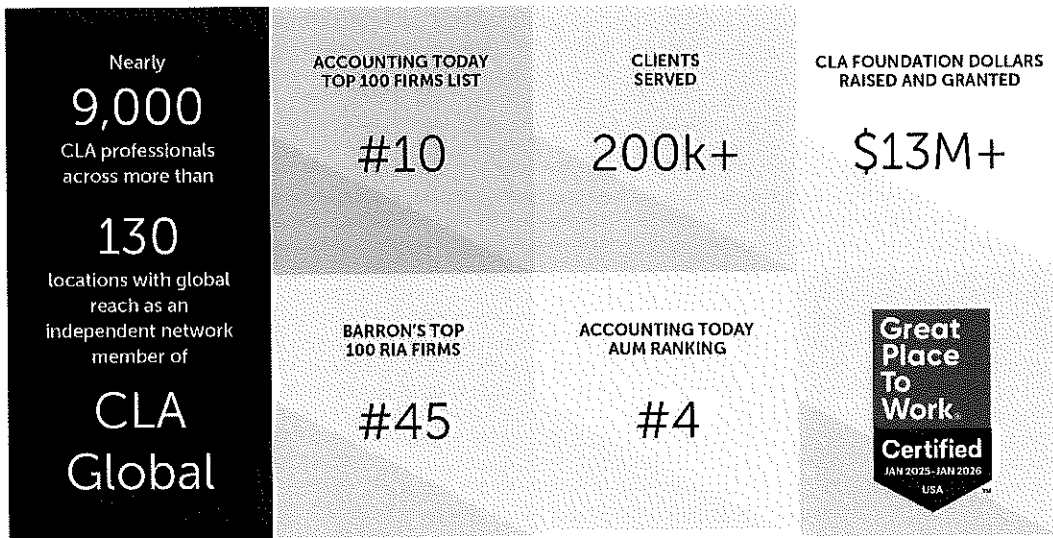 Nearly
9,000
CLA professionals
across more than
130
locations with global
reach as an
independent network
member of
CLA
Global
ACCOUNTING TODAY
TOP 100 FIRMS LIST
#10
CLIENTS
SERVED
200k+
CLA FOUNDATION DOLLARS
RAISED AND GRANTED
$13M+
BARRON'S TOP
100 RIA FIRMS
#45
ACCOUNTING TODAY
AUM RANKING
#4
Great
Place
To
Work.
Certified
JAN 2025-JAN 2026
USA
™